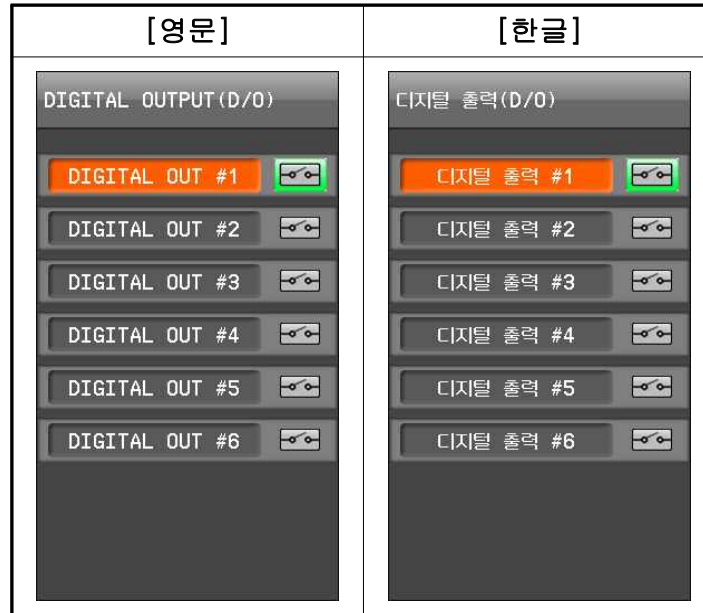 [영문]
[한글]
DIGITAL OUTPUT(D/O)
DIGITAL OUT #1
DIGITAL OUT #2
DIGITAL OUT #3
DIGITAL OUT #4
DIGITAL OUT #5
DIGITAL OUT #6
디지털 출력(D/O)
디지털 출력 #1
디지털 출력 #2
디지털 출력 #3
디지털 출력 #4
디지털 출력 #5
디지털 출력 #6